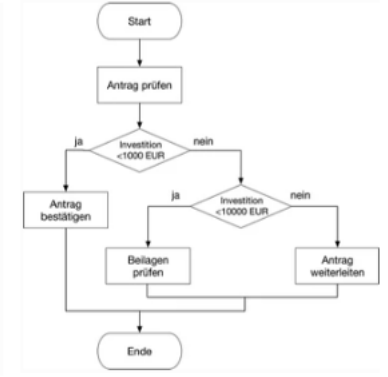 Start
Antrag prüfen
ja
Investition
<1000 EUR
nein
Antrag
bestätigen
ja
Investition
<10000 EUR
nein
Beilagen
prüfen
Antrag
weiterleiten
Ende